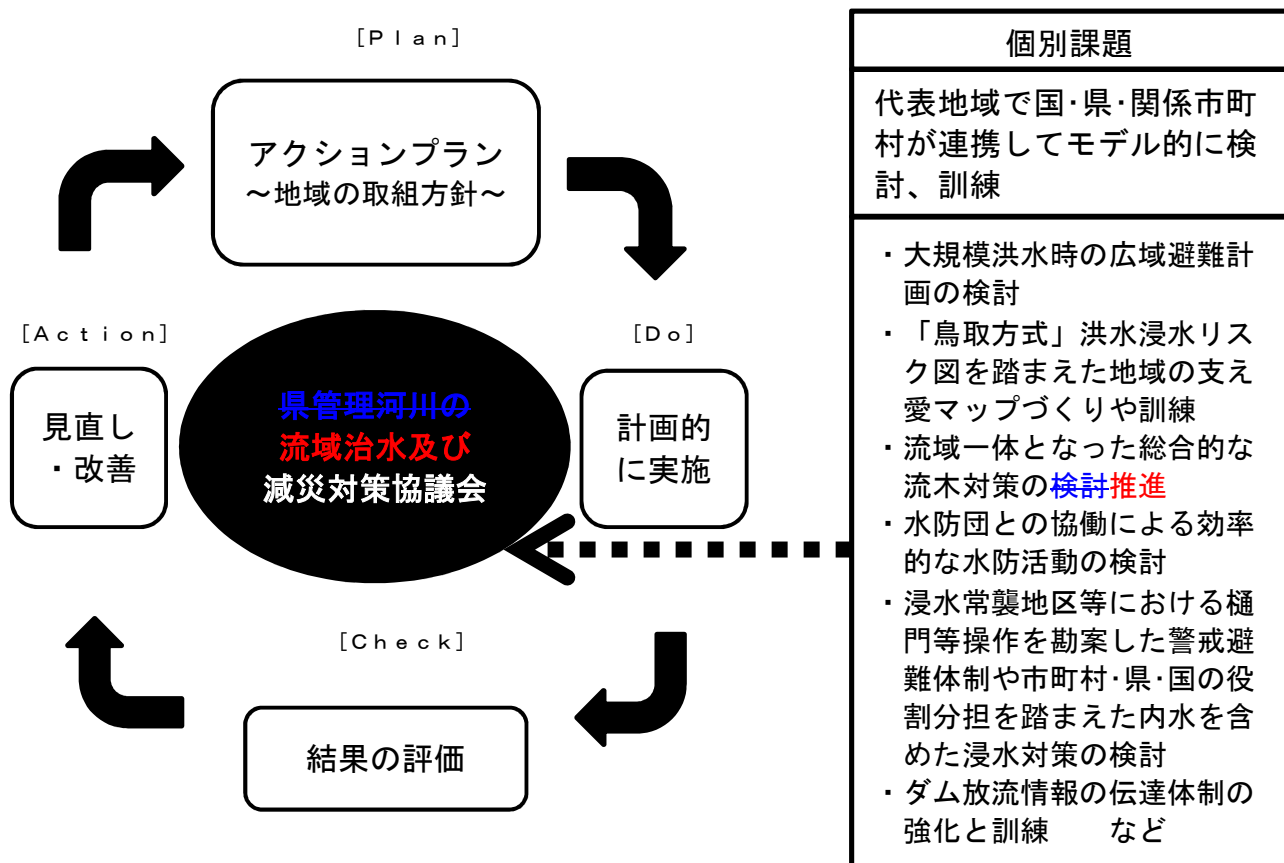 [Plan]
アクションプラン
～地域の取組方針～
[Action]
見直し
・改善
県管理河川の
流域治水及び
減災対策協議会
[Do]
計画的
に実施
[Check]
結果の評価
個別課題
代表地域で国･県･関係市町
村が連携してモデル的に検
討、訓練
・大規模洪水時の広域避難計
画の検討
・「鳥取方式」洪水浸水リス
ク図を踏まえた地域の支え
愛マップづくりや訓練
・流域一体となった総合的な
流木対策の検討推進
・水防団との協働による効率
的な水防活動の検討
・浸水常襲地区等における樋
門等操作を勘案した警戒避
難体制や市町村･県･国の役
割分担を踏まえた内水を含
めた浸水対策の検討
・ダム放流情報の伝達体制の
強化と訓練　　など